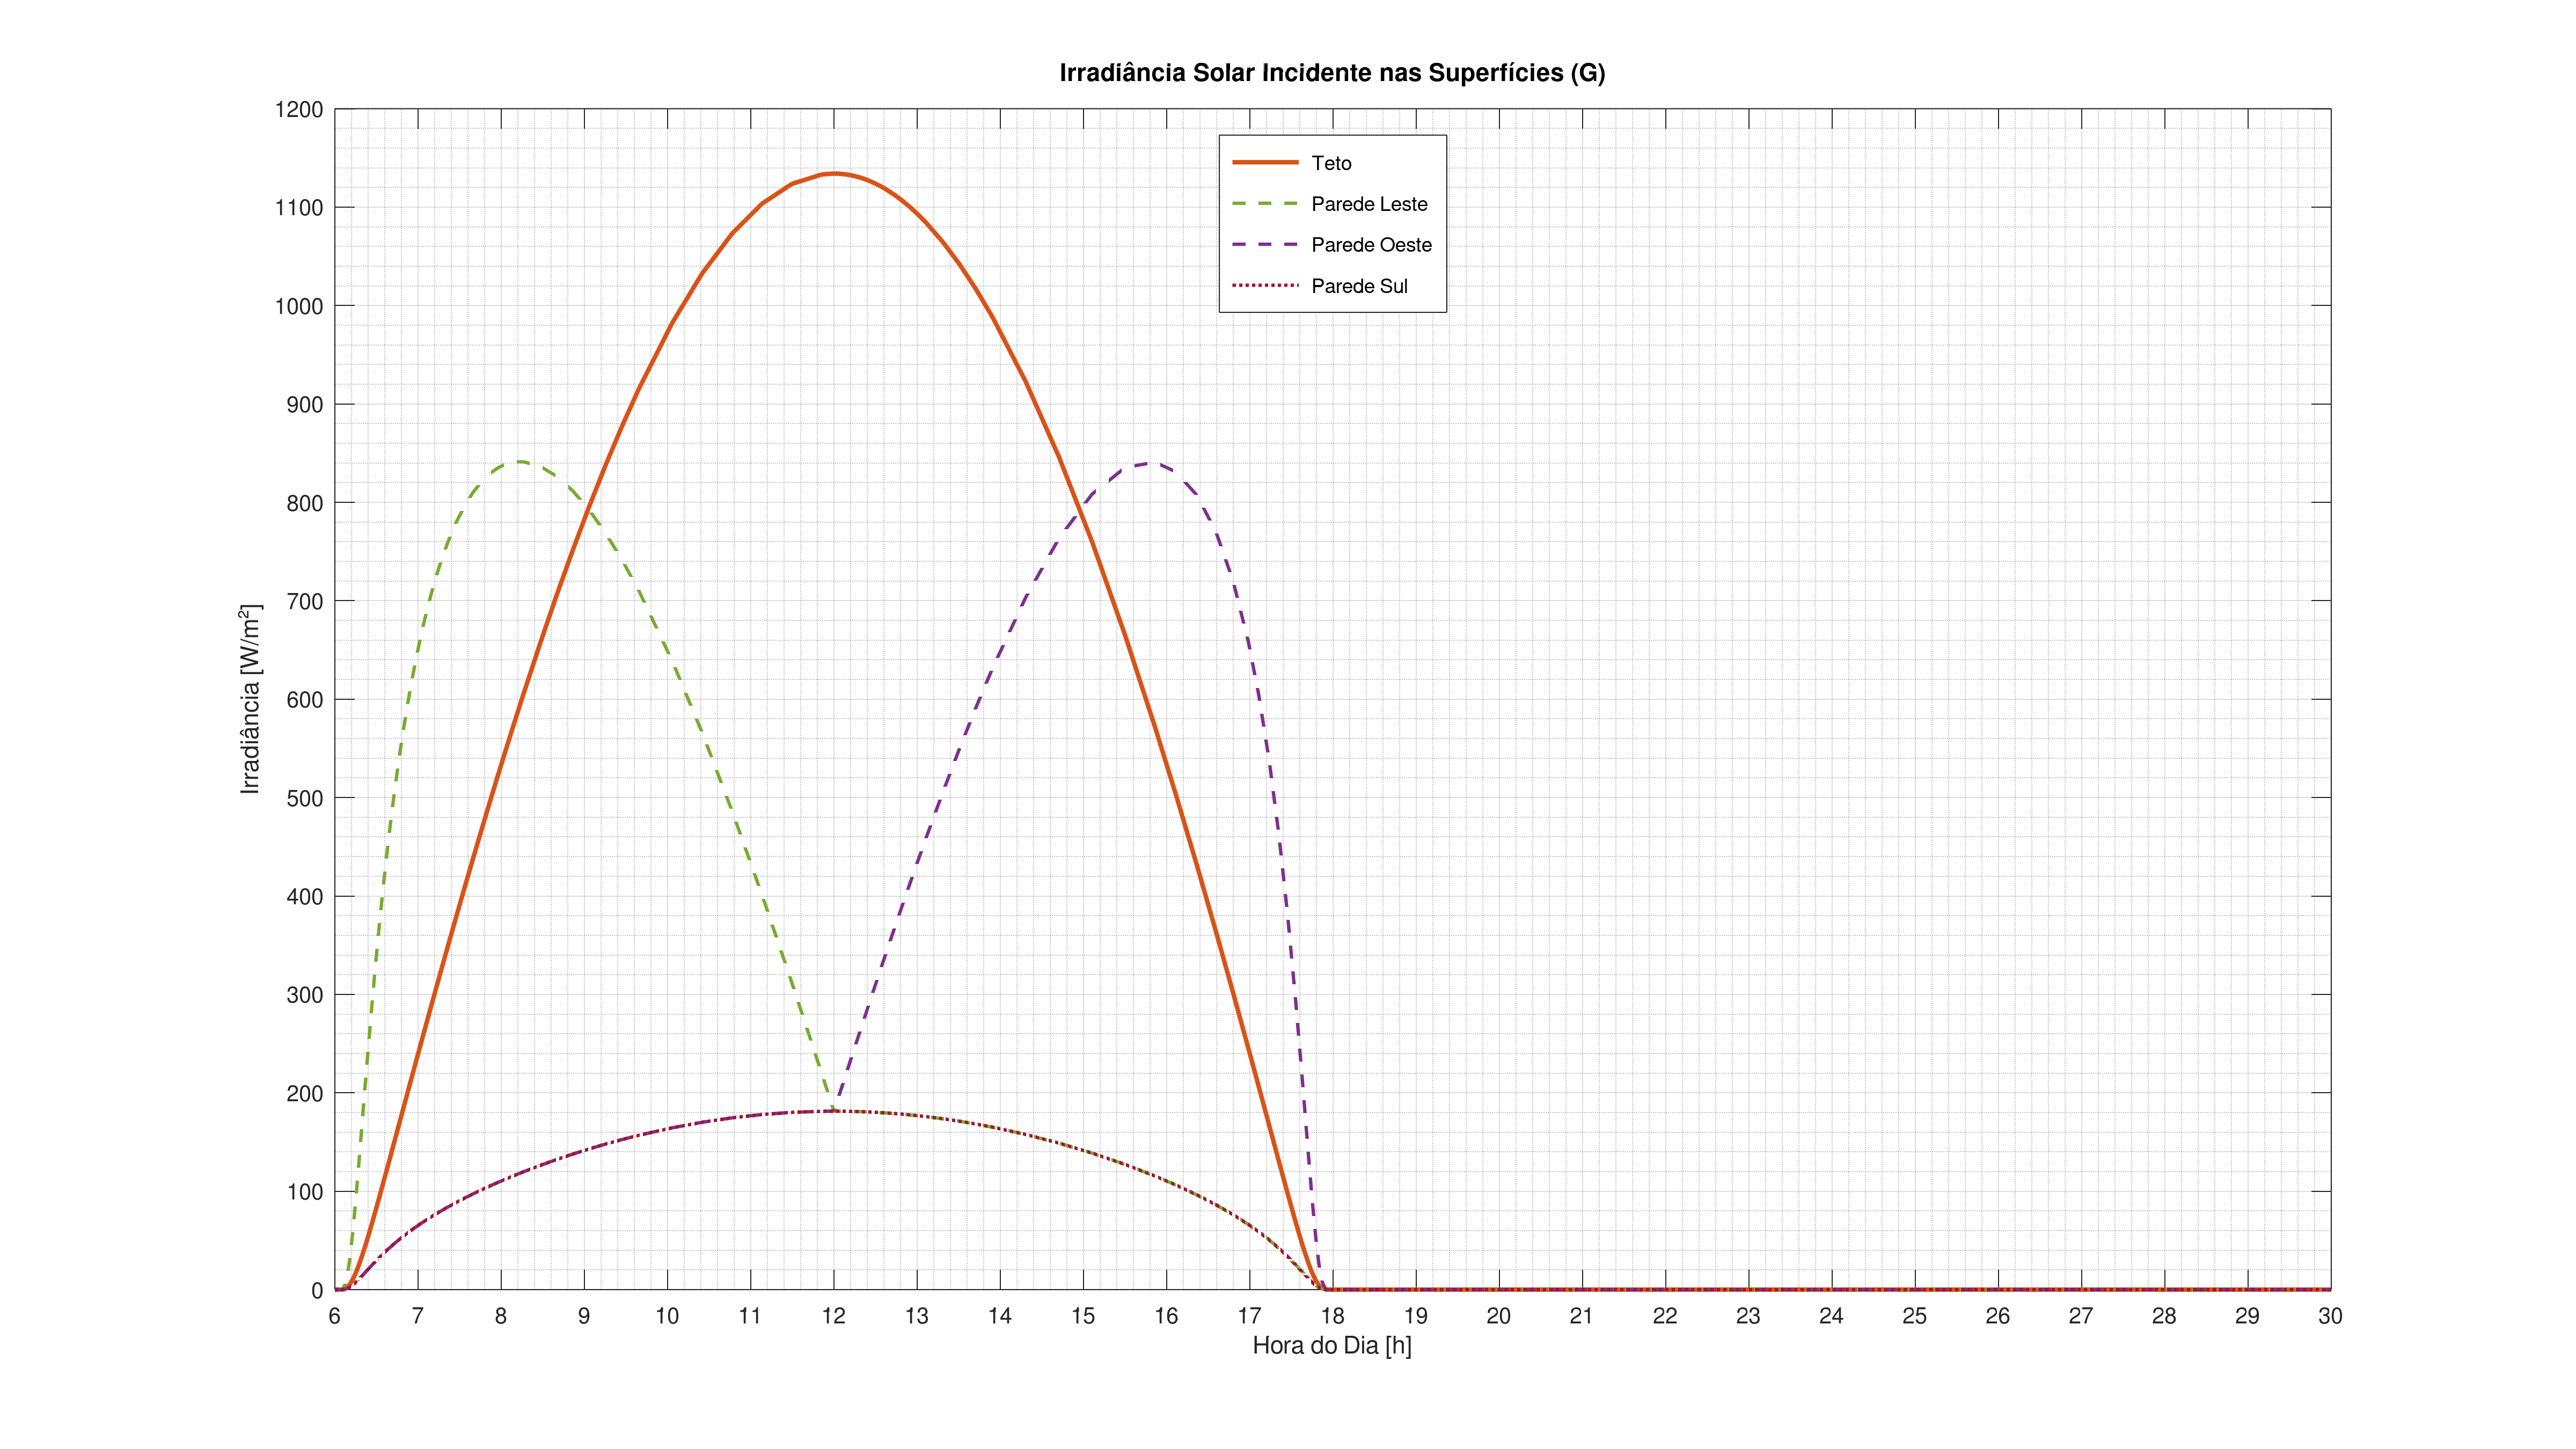 Irradiância Solar Incidente nas Superfícies (G)
1200
1100
1000
900
800
700
600
500
400
300
200
100
0
Irradiância [W/m²]
Teto
Parede Leste
Parede Oeste
Parede Sul
6 7 8 9 10 11 12 13 14 15 16 17 18 19 20 21 22 23 24 25 26 27 28 29 30
Hora do Dia [h]